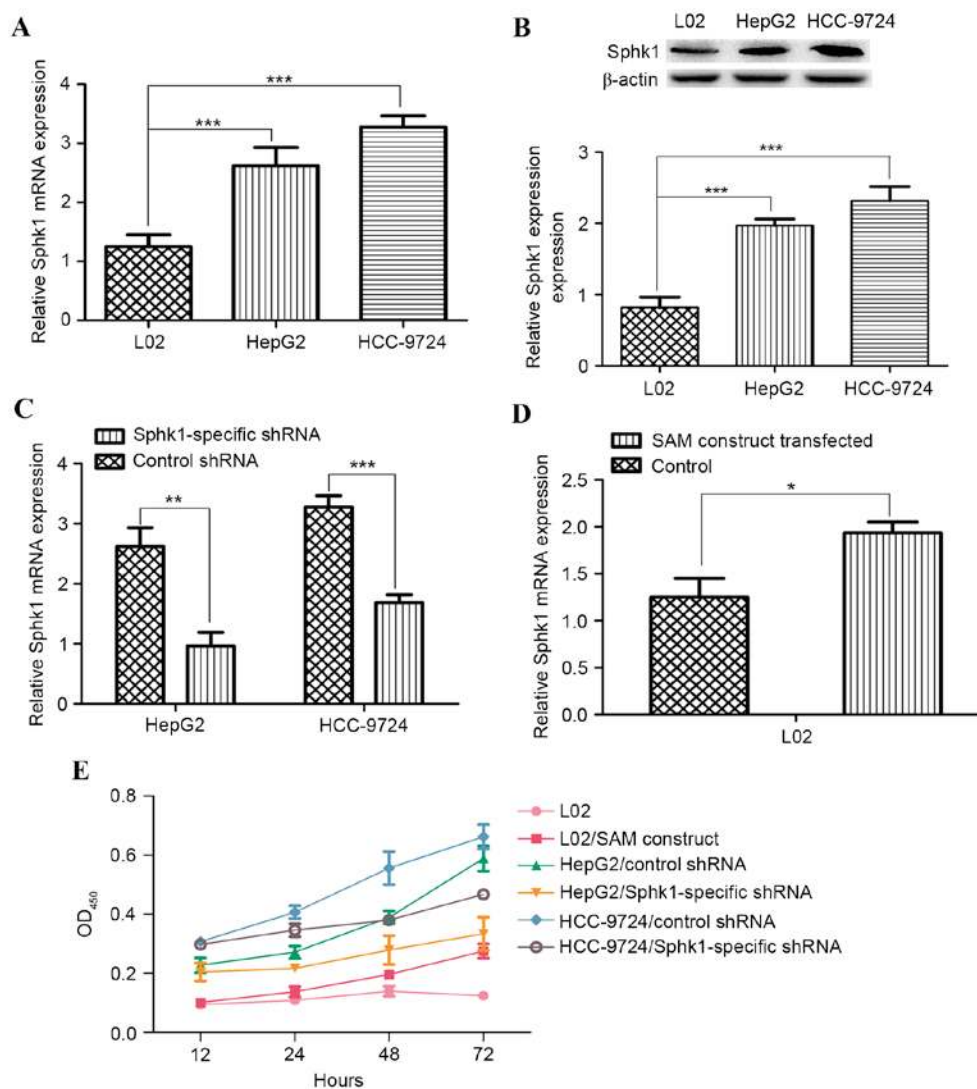 A
Relative Sphk1 mRNA expression
4
3
2
1
0
***
***
L02
HepG2
HCC-9724
B
L02 HepG2 HCC-9724
Sphk1
β-actin
Relative Sphk1 expression
expression
3
2
1
0
***
***
L02
HepG2
HCC-9724
C
Sphk1-specific shRNA
Control shRNA
Relative Sphk1 mRNA expression
4
3
2
1
0
**
***
HepG2
HCC-9724
D
SAM construct transfected
Control
Relative Sphk1 mRNA expression
2.5
2.0
1.5
1.0
0.5
0.0
*
L02
E
OD450
0.8
0.6
0.4
0.2
0.0
12
24
48
72
Hours
L02
L02/SAM construct
HepG2/control shRNA
HepG2/Sphk1-specific shRNA
HCC-9724/control shRNA
HCC-9724/Sphk1-specific shRNA